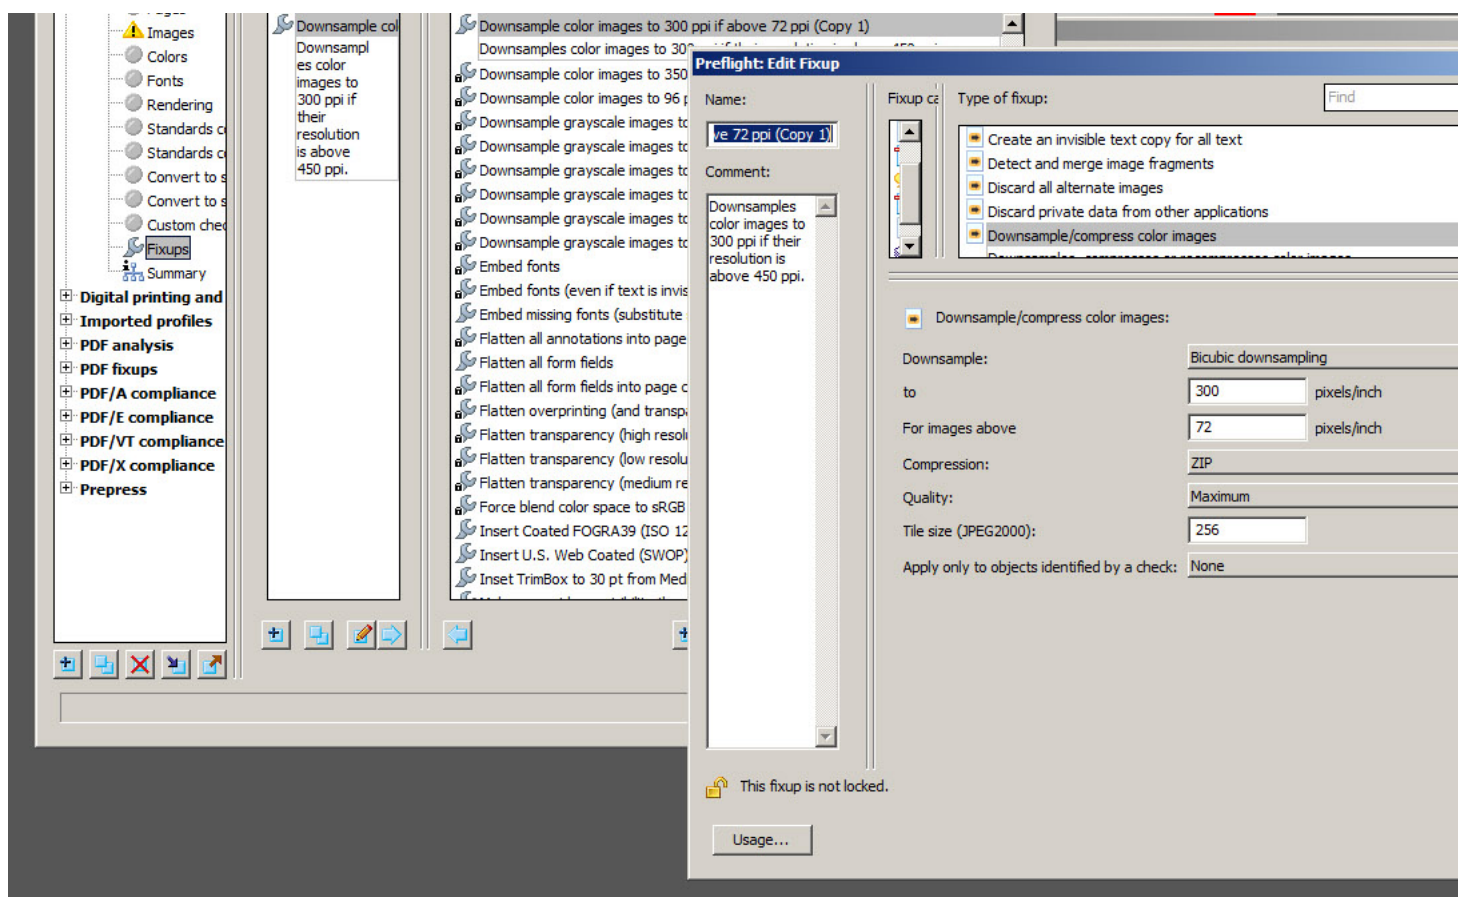 Images
Colors
Fonts
Rendering
Standards c
Standards c
Convert to s
Convert to s
Custom chec
Fixups
Summary
Digital printing and
Imported profiles
PDF analysis
PDF fixups
PDF/A compliance
PDF/E compliance
PDF/VT compliance
PDF/X compliance
Prepress
Downsample col
Downsampl
es color
images to
300 ppi if
their
resolution
is above
450 ppi.
Downsample color images to 300 ppi if above 72 ppi (Copy 1)
Downsamples color images to 30
Downsample color images to 350
Downsample color images to 96 p
Downsample grayscale images to
Downsample grayscale images to
Downsample grayscale images to
Downsample grayscale images to
Downsample grayscale images to
Downsample grayscale images to
Embed fonts
Embed fonts (even if text is invis
Embed missing fonts (substitute
Flatten all annotations into page
Flatten all form fields
Flatten all form fields into page c
Flatten overprinting (and transpa
Flatten transparency (high resolu
Flatten transparency (low resolu
Flatten transparency (medium re
Force blend color space to sRGB
Insert Coated FOGRA39 (ISO 12
Insert U.S. Web Coated (SWOP)
Inset TrimBox to 30 pt from Med
Preflight: Edit Fixup
Name:
ve 72 ppi (Copy 1)
Comment:
Downsamples
color images to
300 ppi if their
resolution is
above 450 ppi.
Fixup ca
Type of fixup:
Find
Create an invisible text copy for all text
Detect and merge image fragments
Discard all alternate images
Discard private data from other applications
Downsample/compress color images
Downsample/compress color images:
Downsample: Bicubic downsampling
to 300 pixels/inch
For images above 72 pixels/inch
Compression: ZIP
Quality: Maximum
Tile size (JPEG2000): 256
Apply only to objects identified by a check: None
This fixup is not locked.
Usage...